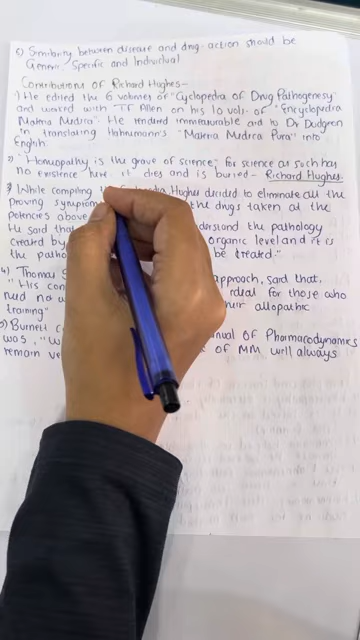 c) Similarity between disease and drug action should be
Generic, Specific and Individual
Contributions of Richard Hughes-
1) He edited the 6 volumes of "Cyclopedia of Drug Pathogenesy"
and worked with TF Allen on his 10 vols. of "Encyclopedia
Materia Medica". He rendered immeasurable aid to Dr Dudgeon
in translating Hahnemann's "Materia Medica Pura" into
English.
2) "Homoeopathy is the grave of science; for science as such has
no existence here it dies and is buried - Richard Hughes.
3) While compiling Hughes decided to eliminate all the
proving symptoms the drugs taken at the
potencies above
He said that understand the pathology
created by organic level and it is
the patho be created."
4) Thomas approach, said that,
"His ideal for those who
need no allopathic
training"
5) Burnett of Pharmacodynamics
was, "W of MM will always
remain